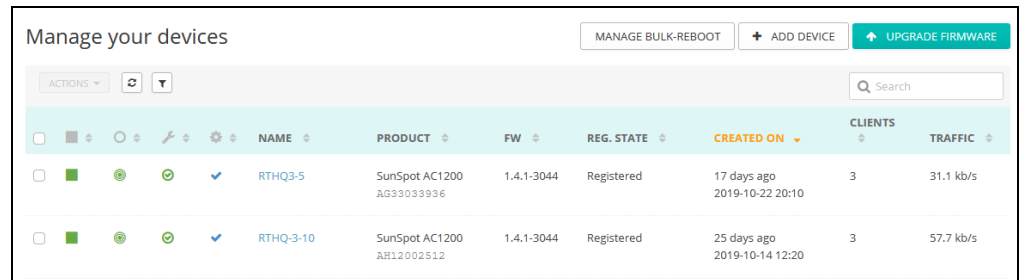 Manage your devices
MANAGE BULK-REBOOT
ADD DEVICE
UPGRADE FIRMWARE
ACTIONS
Search
NAME PRODUCT FW REG. STATE CREATED ON CLIENTS TRAFFIC
RTHQ3-5 SunSpot AC1200 1.4.1-3044 Registered 17 days ago 3 31.1 kb/s
AG33033936 2019-10-22 20:10
RTHQ-3-10 SunSpot AC1200 1.4.1-3044 Registered 25 days ago 3 57.7 kb/s
AH12002512 2019-10-14 12:20